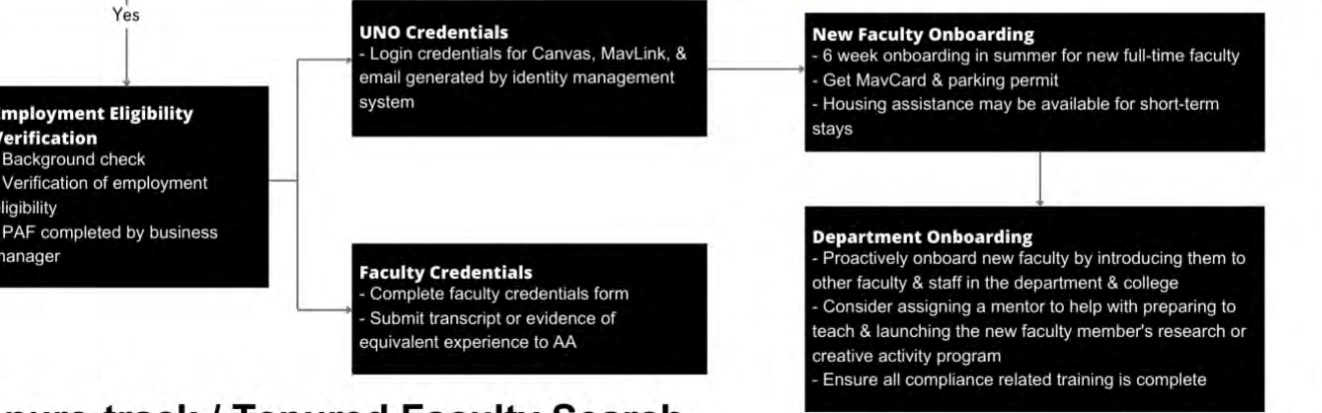 Yes
Employment Eligibility
Verification
Background check
Verification of employment
eligibility
PAF completed by business
manager
UNO Credentials
- Login credentials for Canvas, MavLink, &
email generated by identity management
system
Faculty Credentials
- Complete faculty credentials form
- Submit transcript or evidence of
equivalent experience to AA
New Faculty Onboarding
- 6 week onboarding in summer for new full-time faculty
- Get MavCard & parking permit
- Housing assistance may be available for short-term
stays
Department Onboarding
- Proactively onboard new faculty by introducing them to
other faculty & staff in the department & college
- Consider assigning a mentor to help with preparing to
teach & launching the new faculty member's research or
creative activity program
- Ensure all compliance related training is complete
track / Tenured Faculty Search